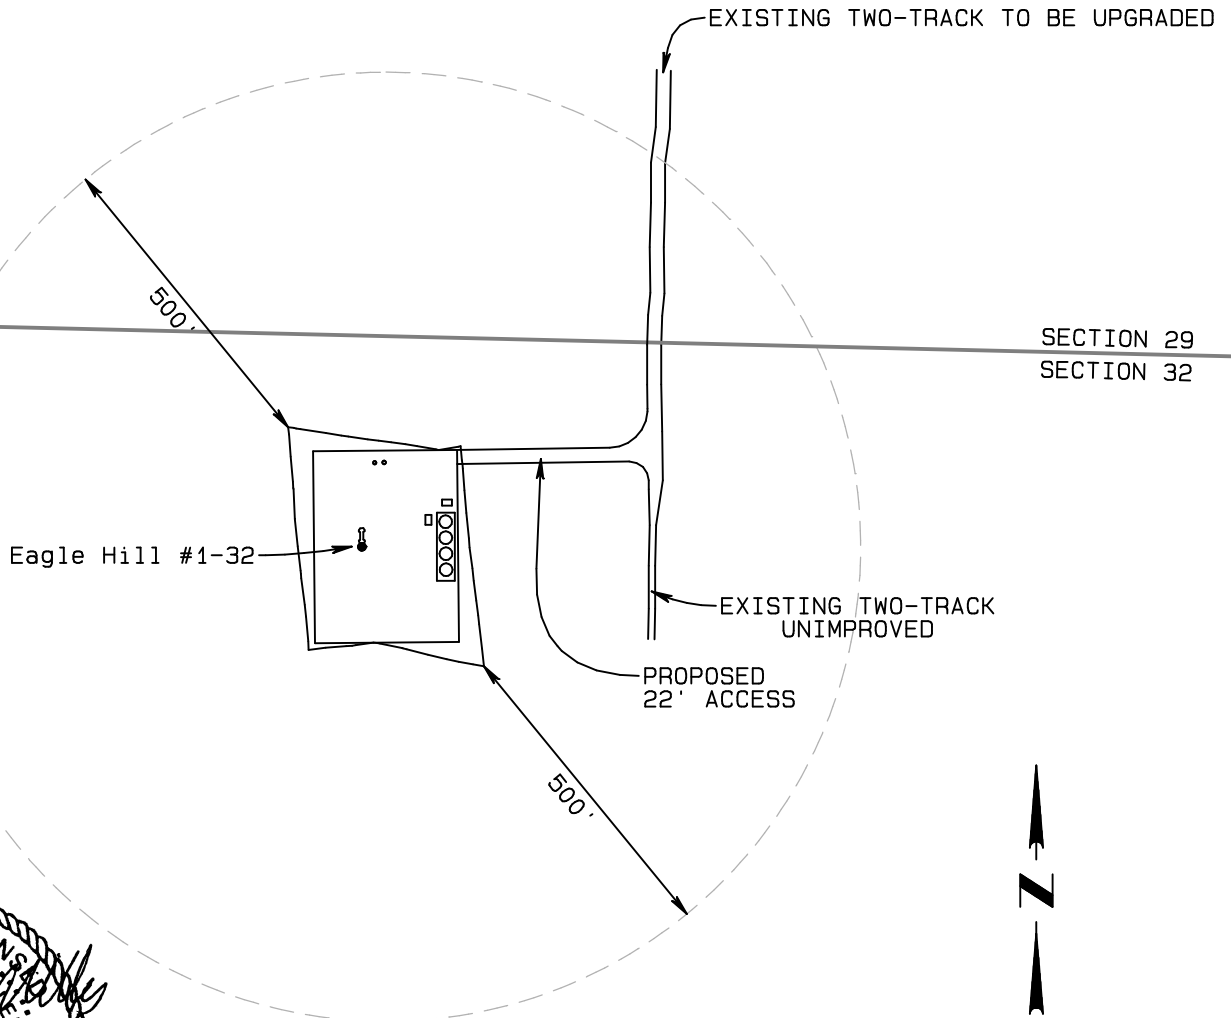 EXISTING TWO-TRACK TO BE UPGRADED
500'
SECTION 29
SECTION 32
Eagle Hill #1-32
EXISTING TWO-TRACK
UNIMPROVED
PROPOSED
22' ACCESS
500'
N